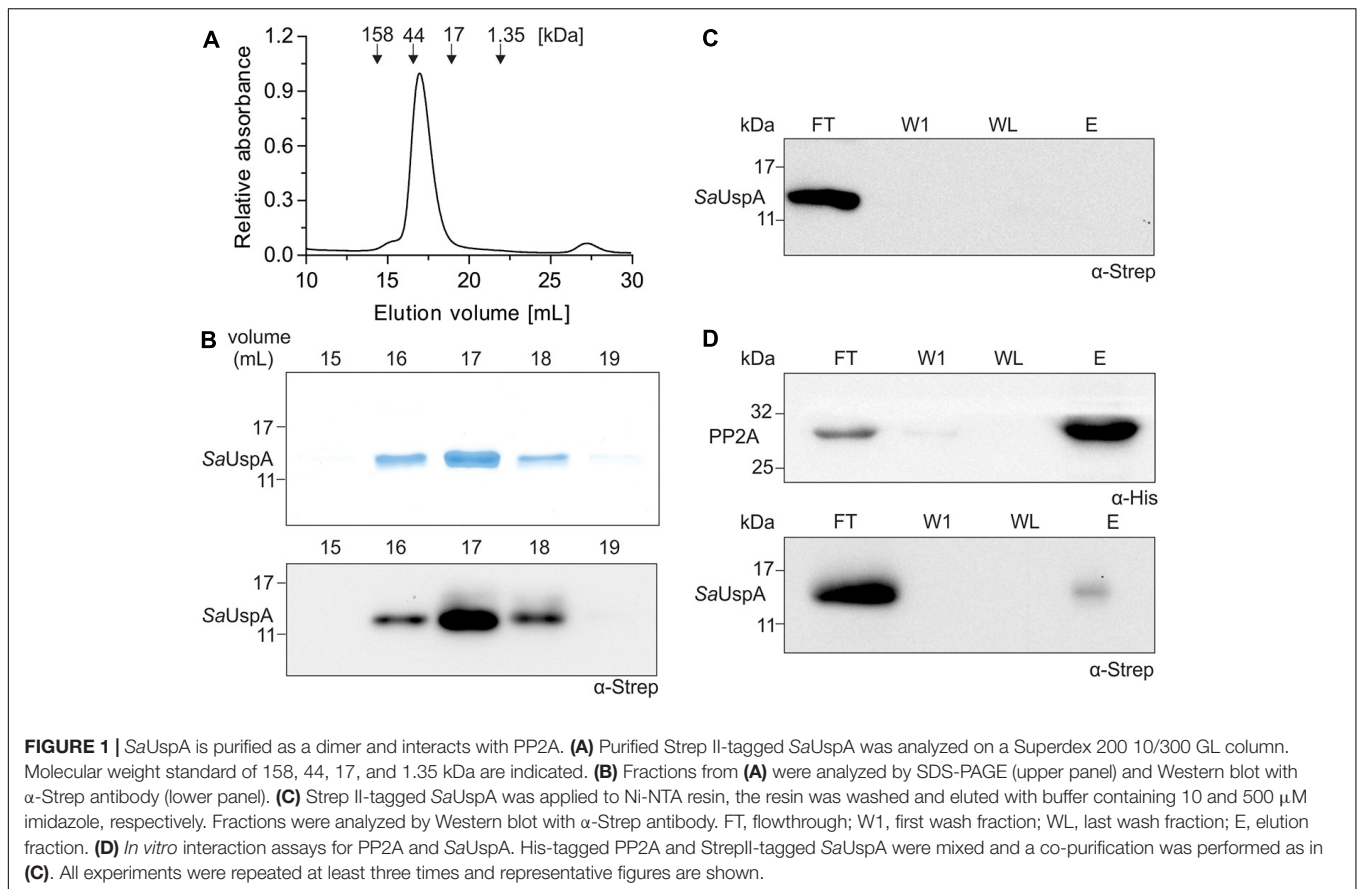 A
158 44 17 1.35 [kDa]
1.2
0.9
0.6
0.3
0.0
Relative absorbance
10 15 20 25 30
Elution volume [mL]
B volume
(mL) 15 16 17 18 19
17
SaUspA
11
15 16 17 18 19
17
SaUspA
11
α-Strep
C
kDa FT W1 WL E
17
SaUspA
11
α-Strep
D
kDa FT W1 WL E
32
PP2A
25
α-His
kDa FT W1 WL E
17
SaUspA
11
α-Strep
FIGURE 1 | SaUspA is purified as a dimer and interacts with PP2A. (A) Purified Strep II-tagged SaUspA was analyzed on a Superdex 200 10/300 GL column.
Molecular weight standard of 158, 44, 17, and 1.35 kDa are indicated. (B) Fractions from (A) were analyzed by SDS-PAGE (upper panel) and Western blot with
α-Strep antibody (lower panel). (C) Strep II-tagged SaUspA was applied to Ni-NTA resin, the resin was washed and eluted with buffer containing 10 and 500 μM
imidazole, respectively. Fractions were analyzed by Western blot with α-Strep antibody. FT, flowthrough; W1, first wash fraction; WL, last wash fraction; E, elution
fraction. (D) In vitro interaction assays for PP2A and SaUspA. His-tagged PP2A and StrepII-tagged SaUspA were mixed and a co-purification was performed as in
(C). All experiments were repeated at least three times and representative figures are shown.